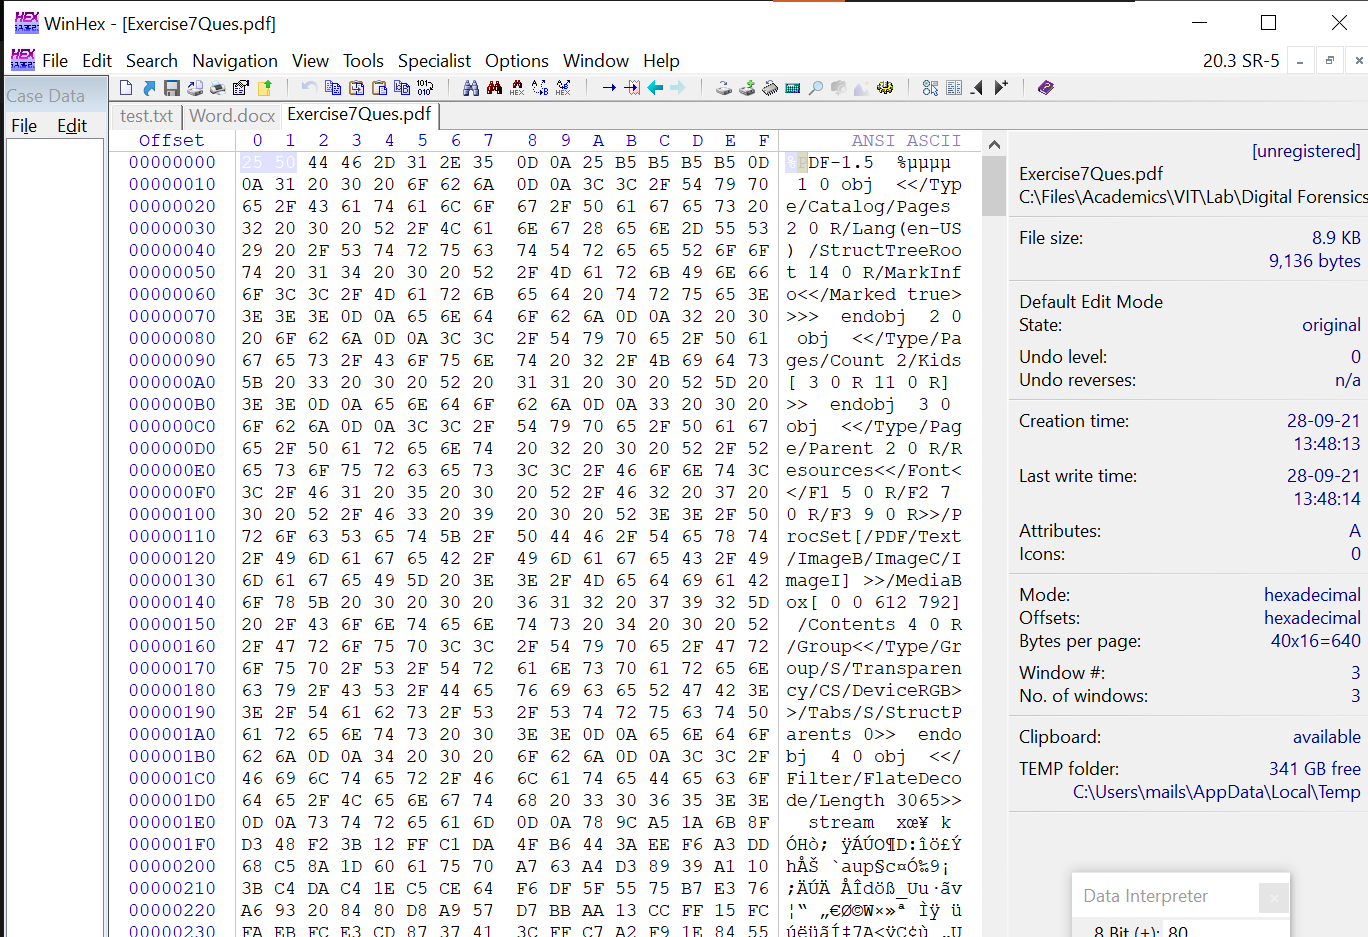 WinHex - [Exercise7Ques.pdf]
File Edit Search Navigation View Tools Specialist Options Window Help 20.3 SR-5
Case Data
File Edit
test.txt Word.docx Exercise7Ques.pdf
Offset 0 1 2 3 4 5 6 7 8 9 A B C D E F ANSI ASCII
00000000 25 50 44 46 2D 31 2E 35 0D 0A 25 B5 B5 B5 B5 0D %PDF-1.5 %µµµµ
00000010 0A 31 20 30 20 6F 62 6A 0D 0A 3C 3C 2F 54 79 70 1 0 obj <</Typ
00000020 65 2F 43 61 74 61 6C 6F 67 2F 50 61 67 65 73 20 e/Catalog/Pages
00000030 32 20 30 20 52 2F 4C 61 6E 67 28 65 6E 2D 55 53 2 0 R/Lang(en-US
00000040 29 20 2F 53 74 72 75 63 74 54 72 65 65 52 6F 6F ) /StructTreeRoo
00000050 74 20 31 34 20 30 20 52 2F 4D 61 72 6B 49 6E 66 t 14 0 R/MarkInf
00000060 6F 3C 3C 2F 4D 61 72 6B 65 64 20 74 72 75 65 3E o<</Marked true>
00000070 3E 3E 3E 0D 0A 65 6E 64 6F 62 6A 0D 0A 32 20 30 >>> endobj 2 0
00000080 20 6F 62 6A 0D 0A 3C 3C 2F 54 79 70 65 2F 50 61 obj <</Type/Pa
00000090 67 65 73 2F 43 6F 75 6E 74 20 32 2F 4B 69 64 73 ges/Count 2/Kids
000000A0 5B 20 33 20 30 20 52 20 31 31 20 30 20 52 5D 20 [ 3 0 R 11 0 R]
000000B0 3E 3E 0D 0A 65 6E 64 6F 62 6A 0D 0A 33 20 30 20 >> endobj 3 0
000000C0 6F 62 6A 0D 0A 3C 3C 2F 54 79 70 65 2F 50 61 67 obj <</Type/Pag
000000D0 65 2F 50 61 72 65 6E 74 20 32 20 30 20 52 2F 52 e/Parent 2 0 R/R
000000E0 65 73 6F 75 72 63 65 73 3C 3C 2F 46 6F 6E 74 3C esources<</Font<
000000F0 3C 2F 46 31 20 35 20 30 20 52 2F 46 32 20 37 20 </F1 5 0 R/F2 7
00000100 30 20 52 2F 46 33 20 39 20 30 20 52 3E 3E 2F 50 0 R/F3 9 0 R>>/P
00000110 72 6F 63 53 65 74 5B 2F 50 44 46 2F 54 65 78 74 rocSet[/PDF/Text
00000120 2F 49 6D 61 67 65 42 2F 49 6D 61 67 65 43 2F 49 /ImageB/ImageC/I
00000130 6D 61 67 65 49 5D 20 3E 3E 2F 4D 65 64 69 61 42 mageI] >>/MediaB
00000140 6F 78 5B 20 30 20 30 20 36 31 32 20 37 39 32 5D ox[ 0 0 612 792]
00000150 20 2F 43 6F 6E 74 65 6E 74 73 20 34 20 30 20 52 /Contents 4 0 R
00000160 2F 47 72 6F 75 70 3C 3C 2F 54 79 70 65 2F 47 72 /Group<</Type/Gr
00000170 6F 75 70 2F 53 2F 54 72 61 6E 73 70 61 72 65 6E oup/S/Transparen
00000180 63 79 2F 43 53 2F 44 65 76 69 63 65 52 47 42 3E cy/CS/DeviceRGB>
00000190 3E 2F 54 61 62 73 2F 53 2F 53 74 72 75 63 74 50 >/Tabs/S/StructP
000001A0 61 72 65 6E 74 73 20 30 3E 3E 0D 0A 65 6E 64 6F arents 0>> endo
000001B0 62 6A 0D 0A 34 20 30 20 6F 62 6A 0D 0A 3C 3C 2F bj 4 0 obj <</
000001C0 46 69 6C 74 65 72 2F 46 6C 61 74 65 44 65 63 6F Filter/FlateDeco
000001D0 64 65 2F 4C 65 6E 67 74 68 20 33 30 36 35 3E 3E de/Length 3065>>
000001E0 0D 0A 73 74 72 65 61 6D 0D 0A 78 9C A5 1A 6B 8F stream xœ¥ k
000001F0 D3 48 F2 3B 12 FF C1 DA 4F B6 44 3A EE F6 A3 DD ÓHò; ÿÁÚO¶D:îö£Ý
00000200 68 C5 8A 1D 60 61 75 70 A7 63 A4 D3 89 39 A1 10 hÅŠ `aup§c¤Ó‰9¡
00000210 3B C4 DA C4 1E C5 CE 64 F6 DF 5F 55 75 B7 E3 76 ;ÄÚÄ ÅÎdöß_Uu·ãv
00000220 A6 93 20 84 80 D8 A9 57 D7 BB AA 13 CC FF 15 FC ¦“ „€Ø©W×»ª Ìÿ ü
00000230 FA EB FC E3 CD 87 37 41 3C FF C7 A2 F9 1E 84 55 úëüãÍ‡7A<ÿÇ¢ù „U
[unregistered]
Exercise7Ques.pdf
C:\Files\Academics\VIT\Lab\Digital Forensics
File size: 8.9 KB
9,136 bytes
Default Edit Mode
State: original
Undo level: 0
Undo reverses: n/a
Creation time: 28-09-21
13:48:13
Last write time: 28-09-21
13:48:14
Attributes: A
Icons: 0
Mode: hexadecimal
Offsets: hexadecimal
Bytes per page: 40x16=640
Window #: 3
No. of windows: 3
Clipboard: available
TEMP folder: 341 GB free
C:\Users\mails\AppData\Local\Temp
Data Interpreter
8 Bit (±): 80